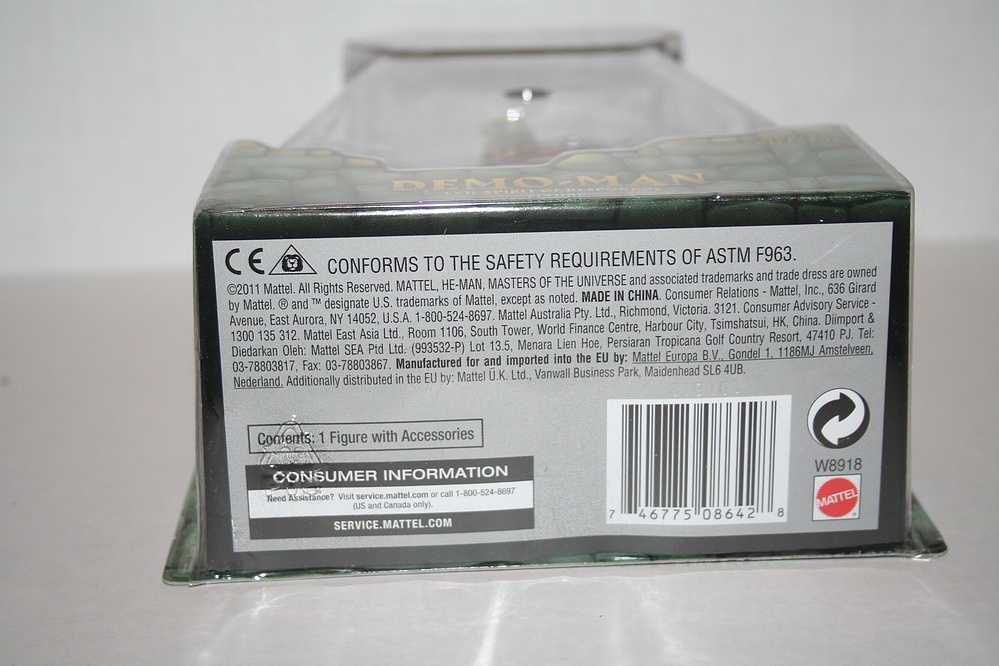 DEMO-MAN
EVIL SPIRIT OF
CE CONFORMS TO THE SAFETY REQUIREMENTS OF ASTM F963.
©2011 Mattel. All Rights Reserved. MATTEL, HE-MAN, MASTERS OF THE UNIVERSE and associated trademarks and trade dress are owned
by Mattel. ® and ™ designate U.S. trademarks of Mattel, except as noted. MADE IN CHINA. Consumer Relations - Mattel, Inc., 636 Girard
Avenue, East Aurora, NY 14052, U.S.A. 1-800-524-8697. Mattel Australia Pty. Ltd., Richmond, Victoria. 3121. Consumer Advisory Service -
1300 135 312. Mattel East Asia Ltd., Room 1106, South Tower, World Finance Centre, Harbour City, Tsimshatsui, HK, China. Diimport &
Diedarkan Oleh: Mattel SEA Ptd Ltd. (993532-P) Lot 13.5, Menara Lien Hoe, Persiaran Tropicana Golf Country Resort, 47410 PJ. Tel:
03-78803817, Fax: 03-78803867. Manufactured for and imported into the EU by: Mattel Europa B.V., Gondel 1, 1186MJ Amstelveen,
Nederland. Additionally distributed in the EU by: Mattel U.K. Ltd., Vanwall Business Park, Maidenhead SL6 4UB.
Contents: 1 Figure with Accessories
CONSUMER INFORMATION
Need Assistance? Visit service.mattel.com or call 1-800-524-8697
(US and Canada only).
SERVICE.MATTEL.COM
7 46775 08642 8
W8918
MATTEL